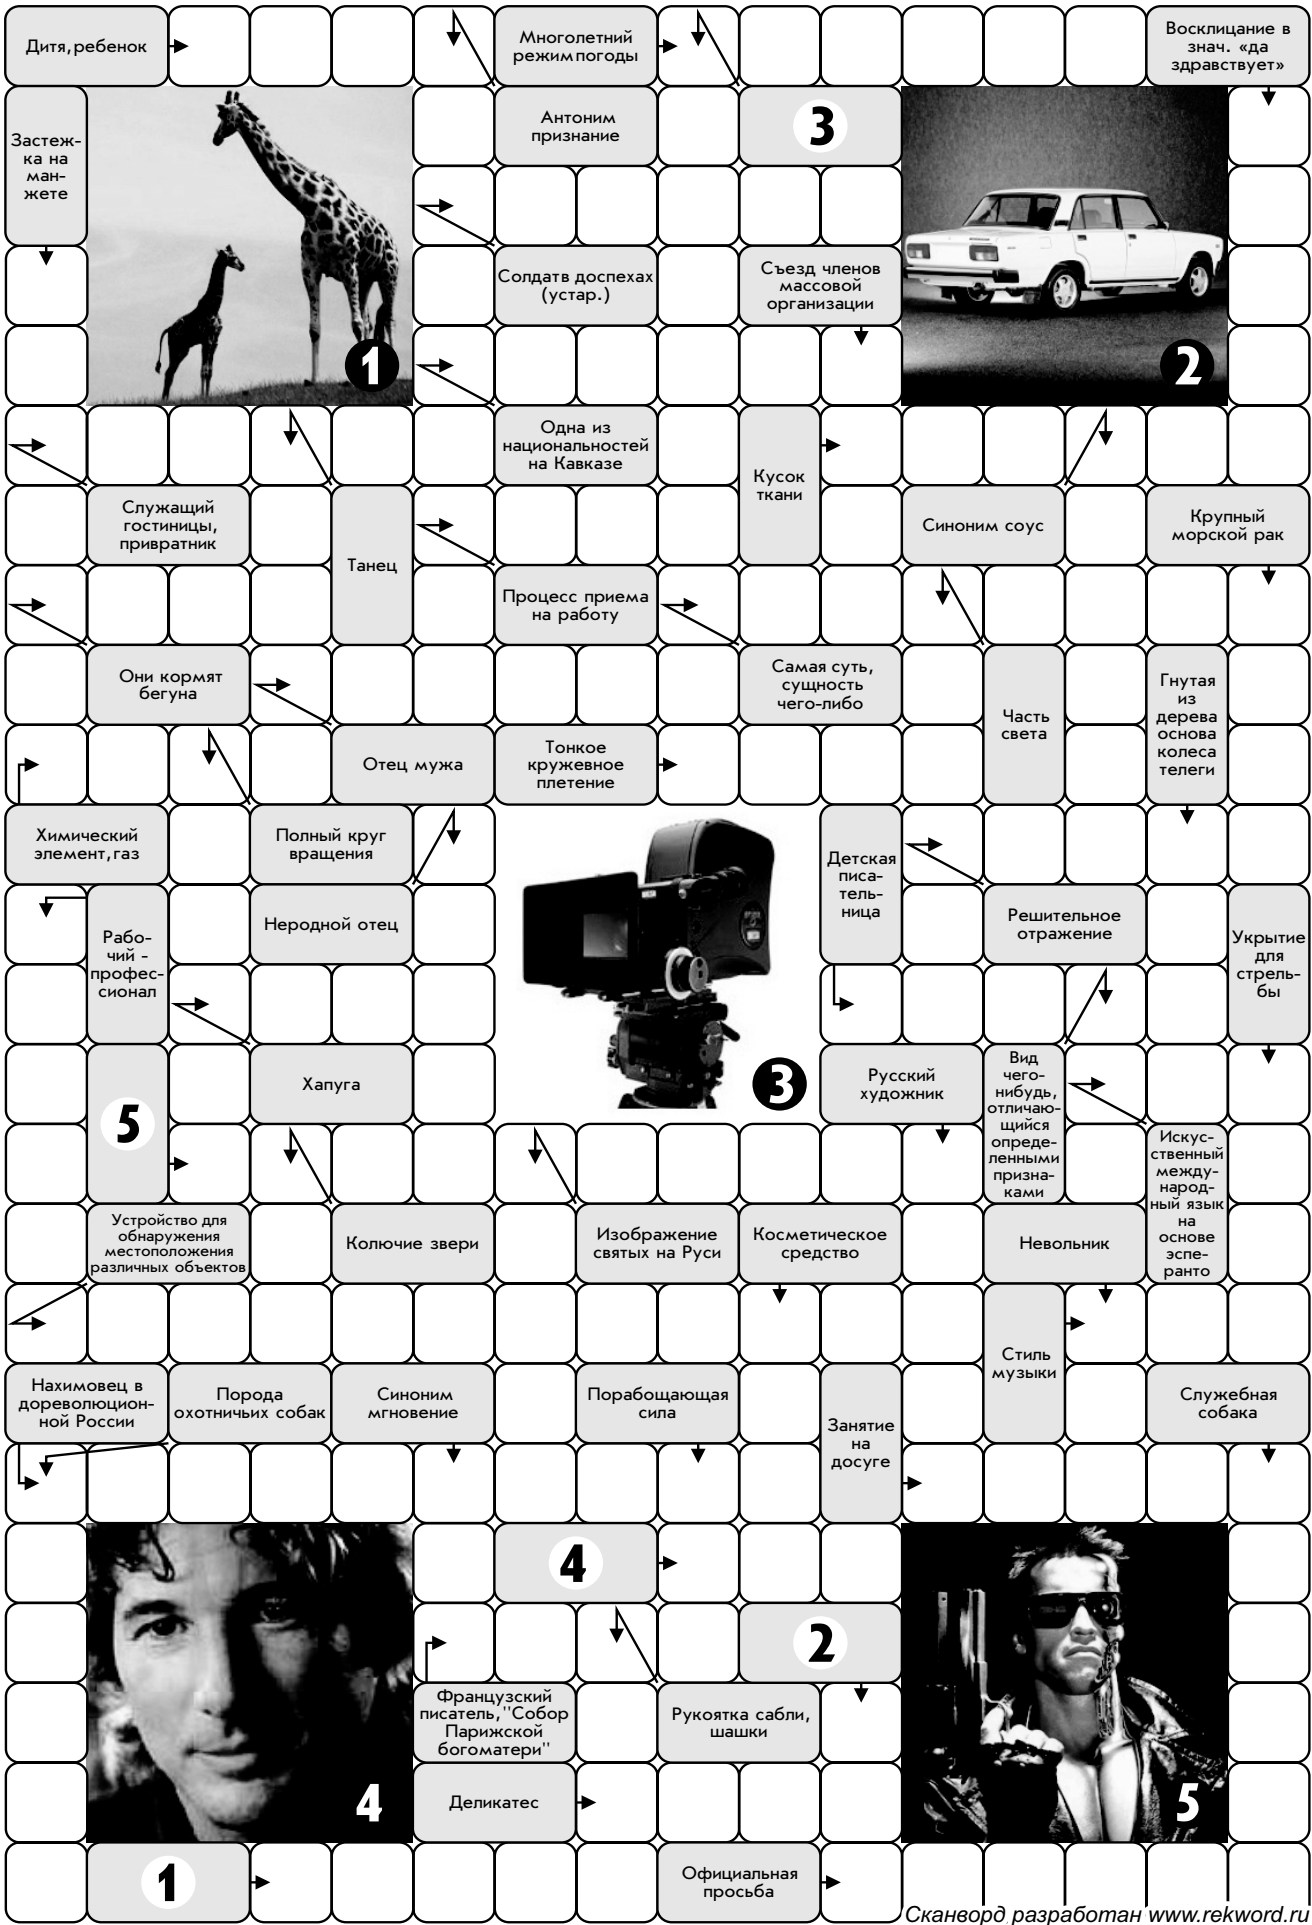 Дитя, ребенок
Многолетний
режим погоды
Восклицание в
знач. «да
здравствует»
Застеж-
ка на
ман-
жете
Антоним
признание
3
Солдат в доспехах
(устар.)
Съезд членов
массовой
организации
1
2
Одна из
национальностей
на Кавказе
Кусок
ткани
Служащий
гостиницы,
привратник
Танец
Синоним соус
Крупный
морской рак
Процесс приема
на работу
Они кормят
бегуна
Самая суть,
сущность
чего-либо
Часть
света
Гнутая
из
дерева
основа
колеса
телеги
Отец мужа
Тонкое
кружевное
плетение
Химический
элемент, газ
Полный круг
вращения
Детская
писа-
тель-
ница
Рабо-
чий -
профес-
сионал
Неродной отец
Решительное
отражение
Укрытие
для
стрель-
бы
5
Хапуга
3
Русский
художник
Вид
чего-
нибудь,
отличаю-
щийся
опреде-
ленными
призна-
ками
Искус-
ственный
между-
народ-
ный язык
на
основе
эспе-
ранто
Устройство для
обнаружения
местоположения
различных объектов
Колючие звери
Изображение
святых на Руси
Косметическое
средство
Невольник
Стиль
музыки
Нахимовец в
дореволюцион-
ной России
Порода
охотничьих собак
Синоним
мгновение
Порабощающая
сила
Занятие
на
досуге
Служебная
собака
4
2
Французский
писатель, "Собор
Парижской
богоматери"
Рукоятка сабли,
шашки
4
Деликатес
5
1
Официальная
просьба
Сканворд разработан www.rekword.ru